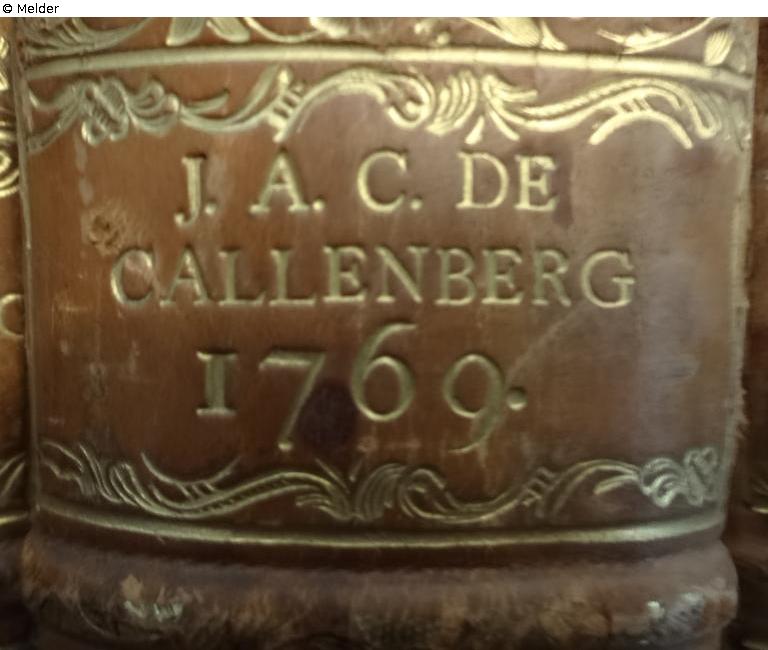 © Melder
J. A. C. DE
CALLENBERG
1769.